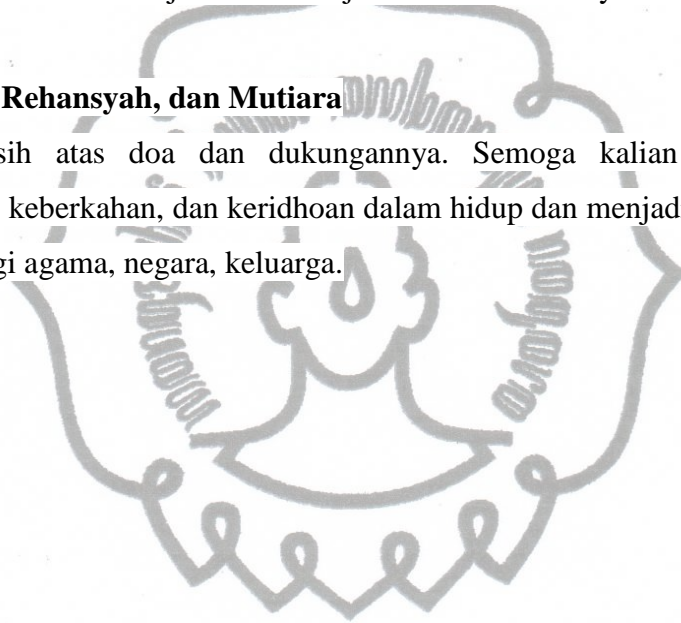 Rehansyah, dan Mutiara
sih atas doa dan dukungannya. Semoga kalian
keberkahan, dan keridhoan dalam hidup dan menjadi
gi agama, negara, keluarga.